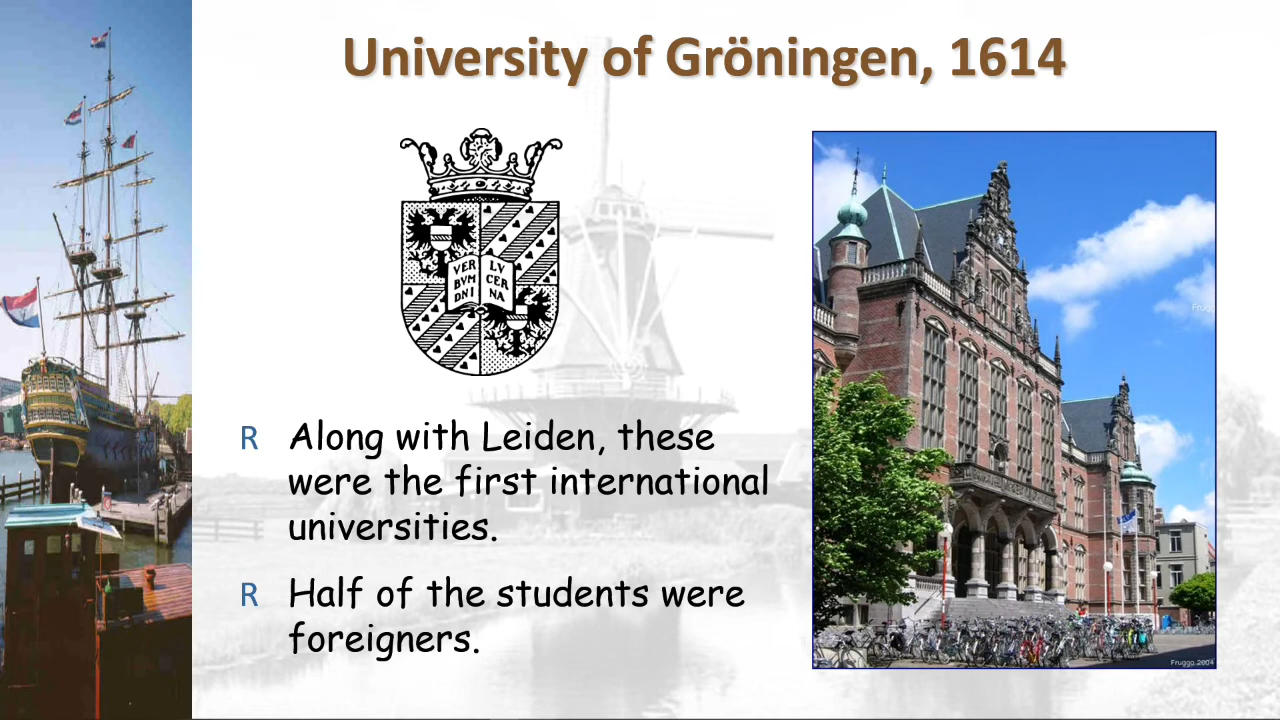 University of Gröningen, 1614
VER
BVM
DNI
LV
CER
NA
R Along with Leiden, these
were the first international
universities.
R Half of the students were
foreigners.
Frugg
Fruggo 2004